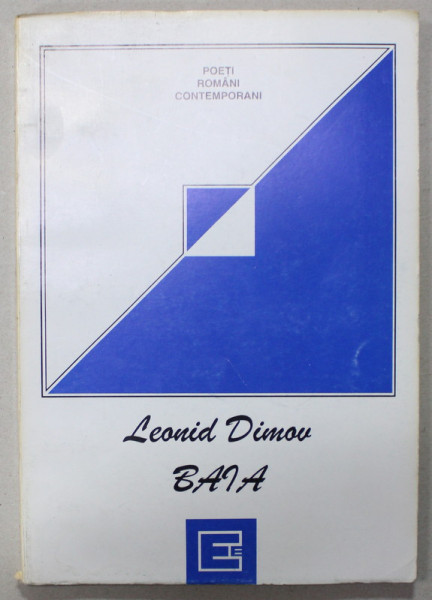 POEȚI
ROMÂNI
CONTEMPORANI
Leonid Dimov
BAIA
E